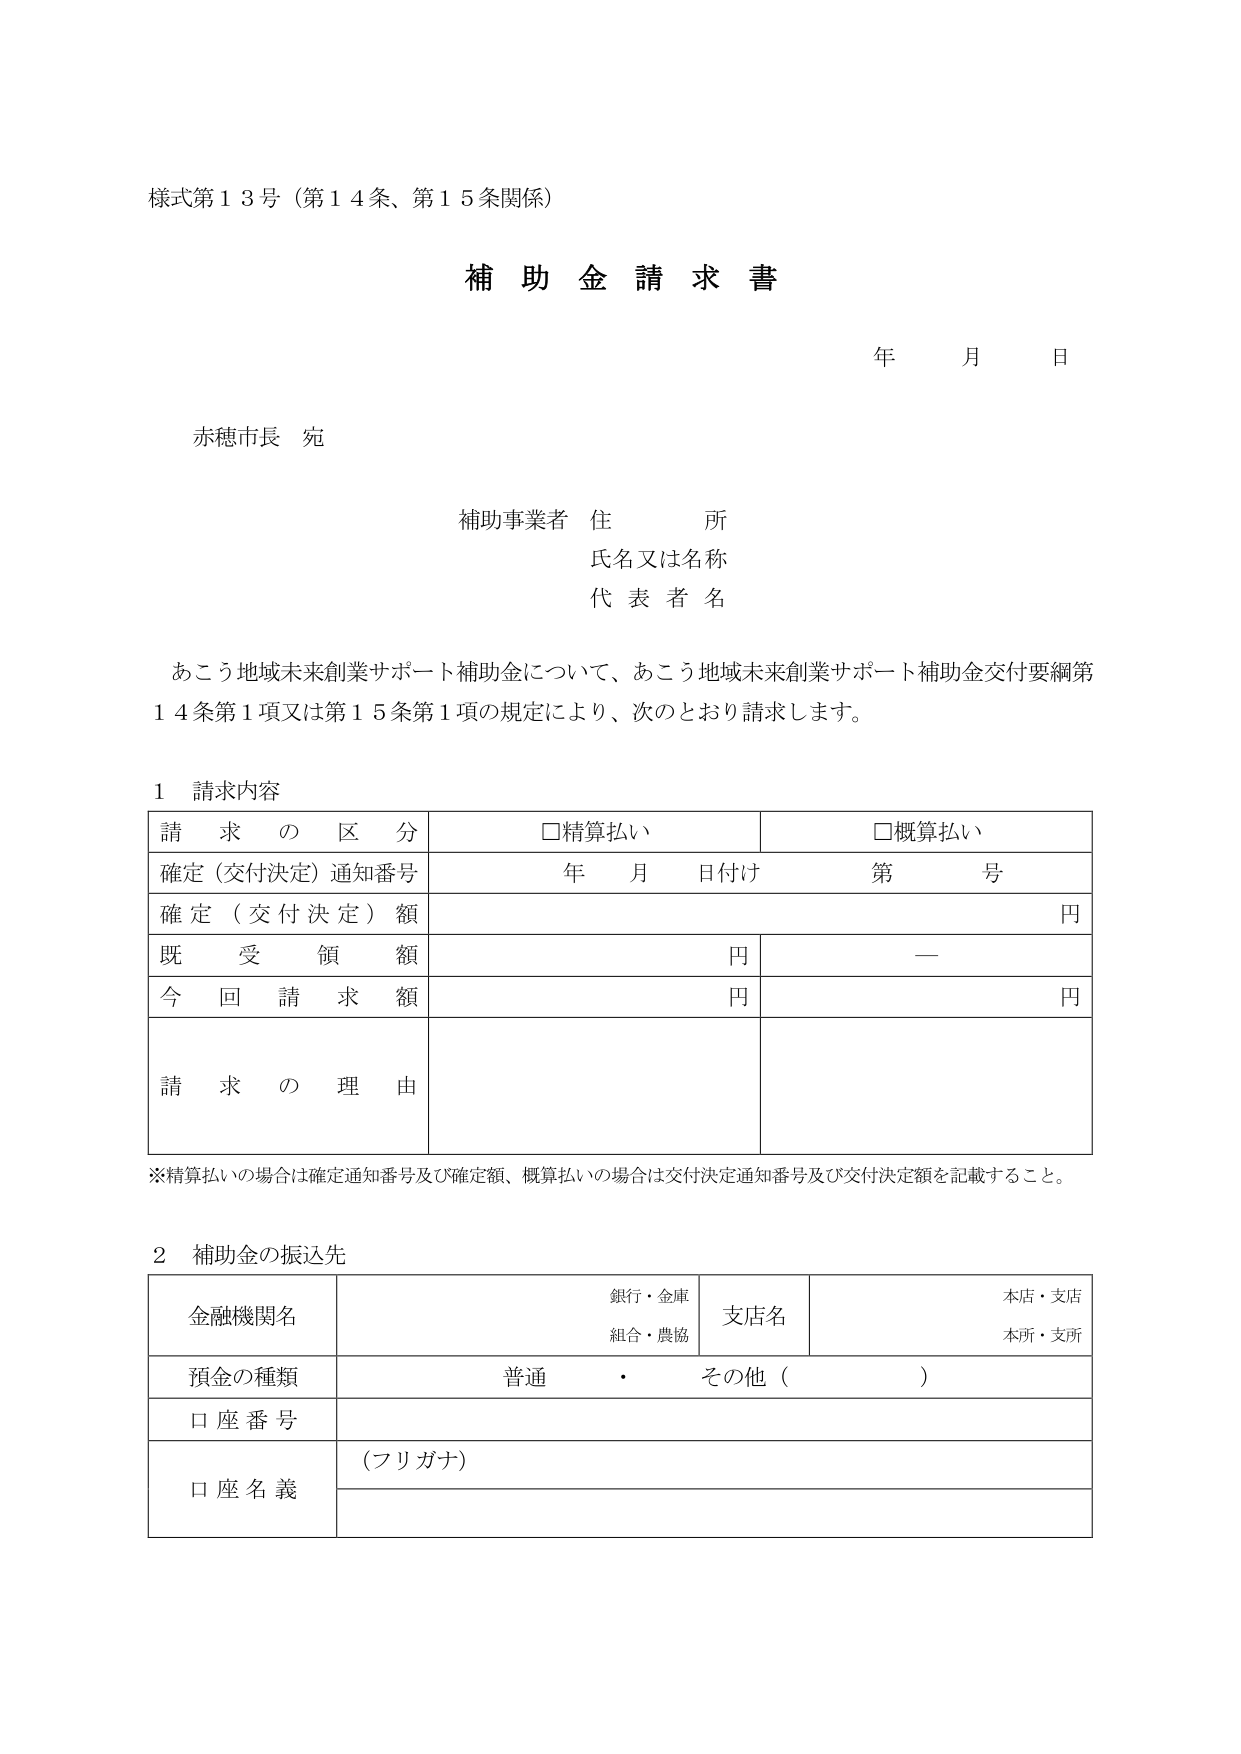 様式第１３号（第１４条、第１５条関係）
補助金請求書
年　　月　　日
赤穂市長　宛
補助事業者　住　　　所
氏名又は名称
代表者名
あこう地域未来創業サポート補助金について、あこう地域未来創業サポート補助金交付要綱第
１４条第１項又は第１５条第１項の規定により、次のとおり請求します。
１　請求内容
請求の区分　□精算払い　□概算払い
確定（交付決定）通知番号　年　月　日付け　第　号
確定（交付決定）額　円
既受領額　円　―
今回請求額　円　円
請求の理由
※精算払いの場合は確定通知番号及び確定額、概算払いの場合は交付決定通知番号及び交付決定額を記載すること。
２　補助金の振込先
金融機関名　銀行・金庫　支店名　本店・支店
組合・農協　本所・支所
預金の種類　普通　・　その他（　　　）
口座番号
（フリガナ）
口座名義